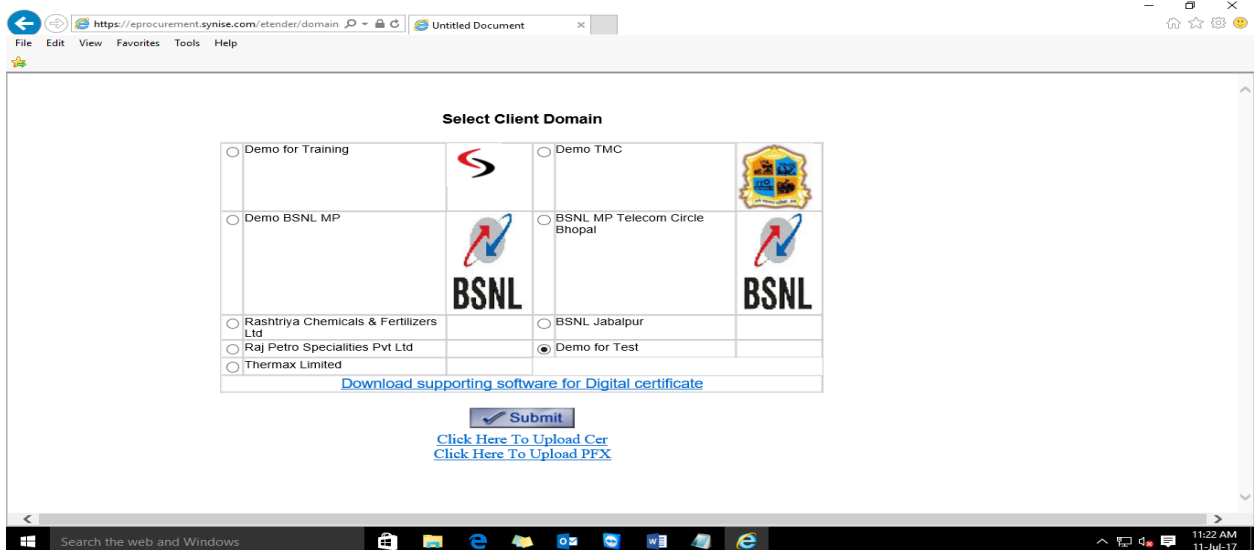 https://eprocurement.synise.com/etender/domain
Untitled Document
File Edit View Favorites Tools Help
Select Client Domain
Demo for Training
Demo TMC
Demo BSNL MP
BSNL
BSNL MP Telecom Circle
Bhopal
BSNL
Rashtriya Chemicals & Fertilizers
Ltd
BSNL Jabalpur
Raj Petro Specialities Pvt Ltd
Demo for Test
Thermax Limited
Download supporting software for Digital certificate
Submit
Click Here To Upload Cer
Click Here To Upload PFX
Search the web and Windows
11:22 AM
11-Jul-17